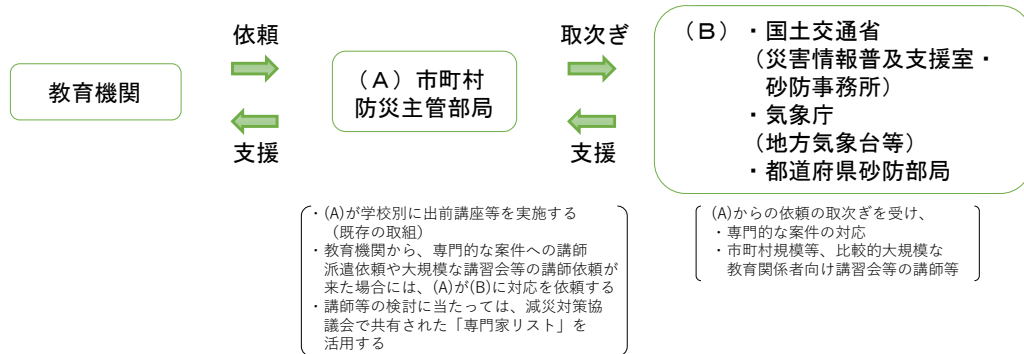 教育機関
依頼
支援
（A）市町村
防災主管部局
取次ぎ
支援
（B）・国土交通省
（災害情報普及支援室・
砂防事務所）
・気象庁
（地方気象台等）
・都道府県砂防部局
・(A)が学校別に出前講座等を実施する
（既存の取組）
・教育機関から、専門的な案件への講師
派遣依頼や大規模な講習会等の講師依頼が
来た場合には、(A)が(B)に対応を依頼する
・講師等の検討に当たっては、減災対策協
議会で共有された「専門家リスト」を
活用する
(A)からの依頼の取次ぎを受け、
・専門的な案件の対応
・市町村規模等、比較的大規模な
教育関係者向け講習会等の講師等